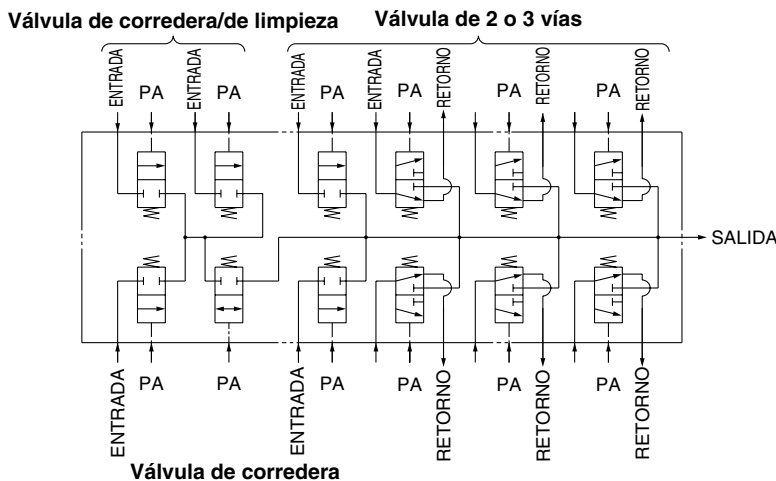 Válvula de corredera/de limpieza
Válvula de 2 o 3 vías
ENTRADA PA ENTRADA PA ENTRADA PA ENTRADA PA RETORNO PA RETORNO PA RETORNO
SALIDA
ENTRADA PA PA ENTRADA PA PA RETORNO PA RETORNO PA RETORNO
Válvula de corredera